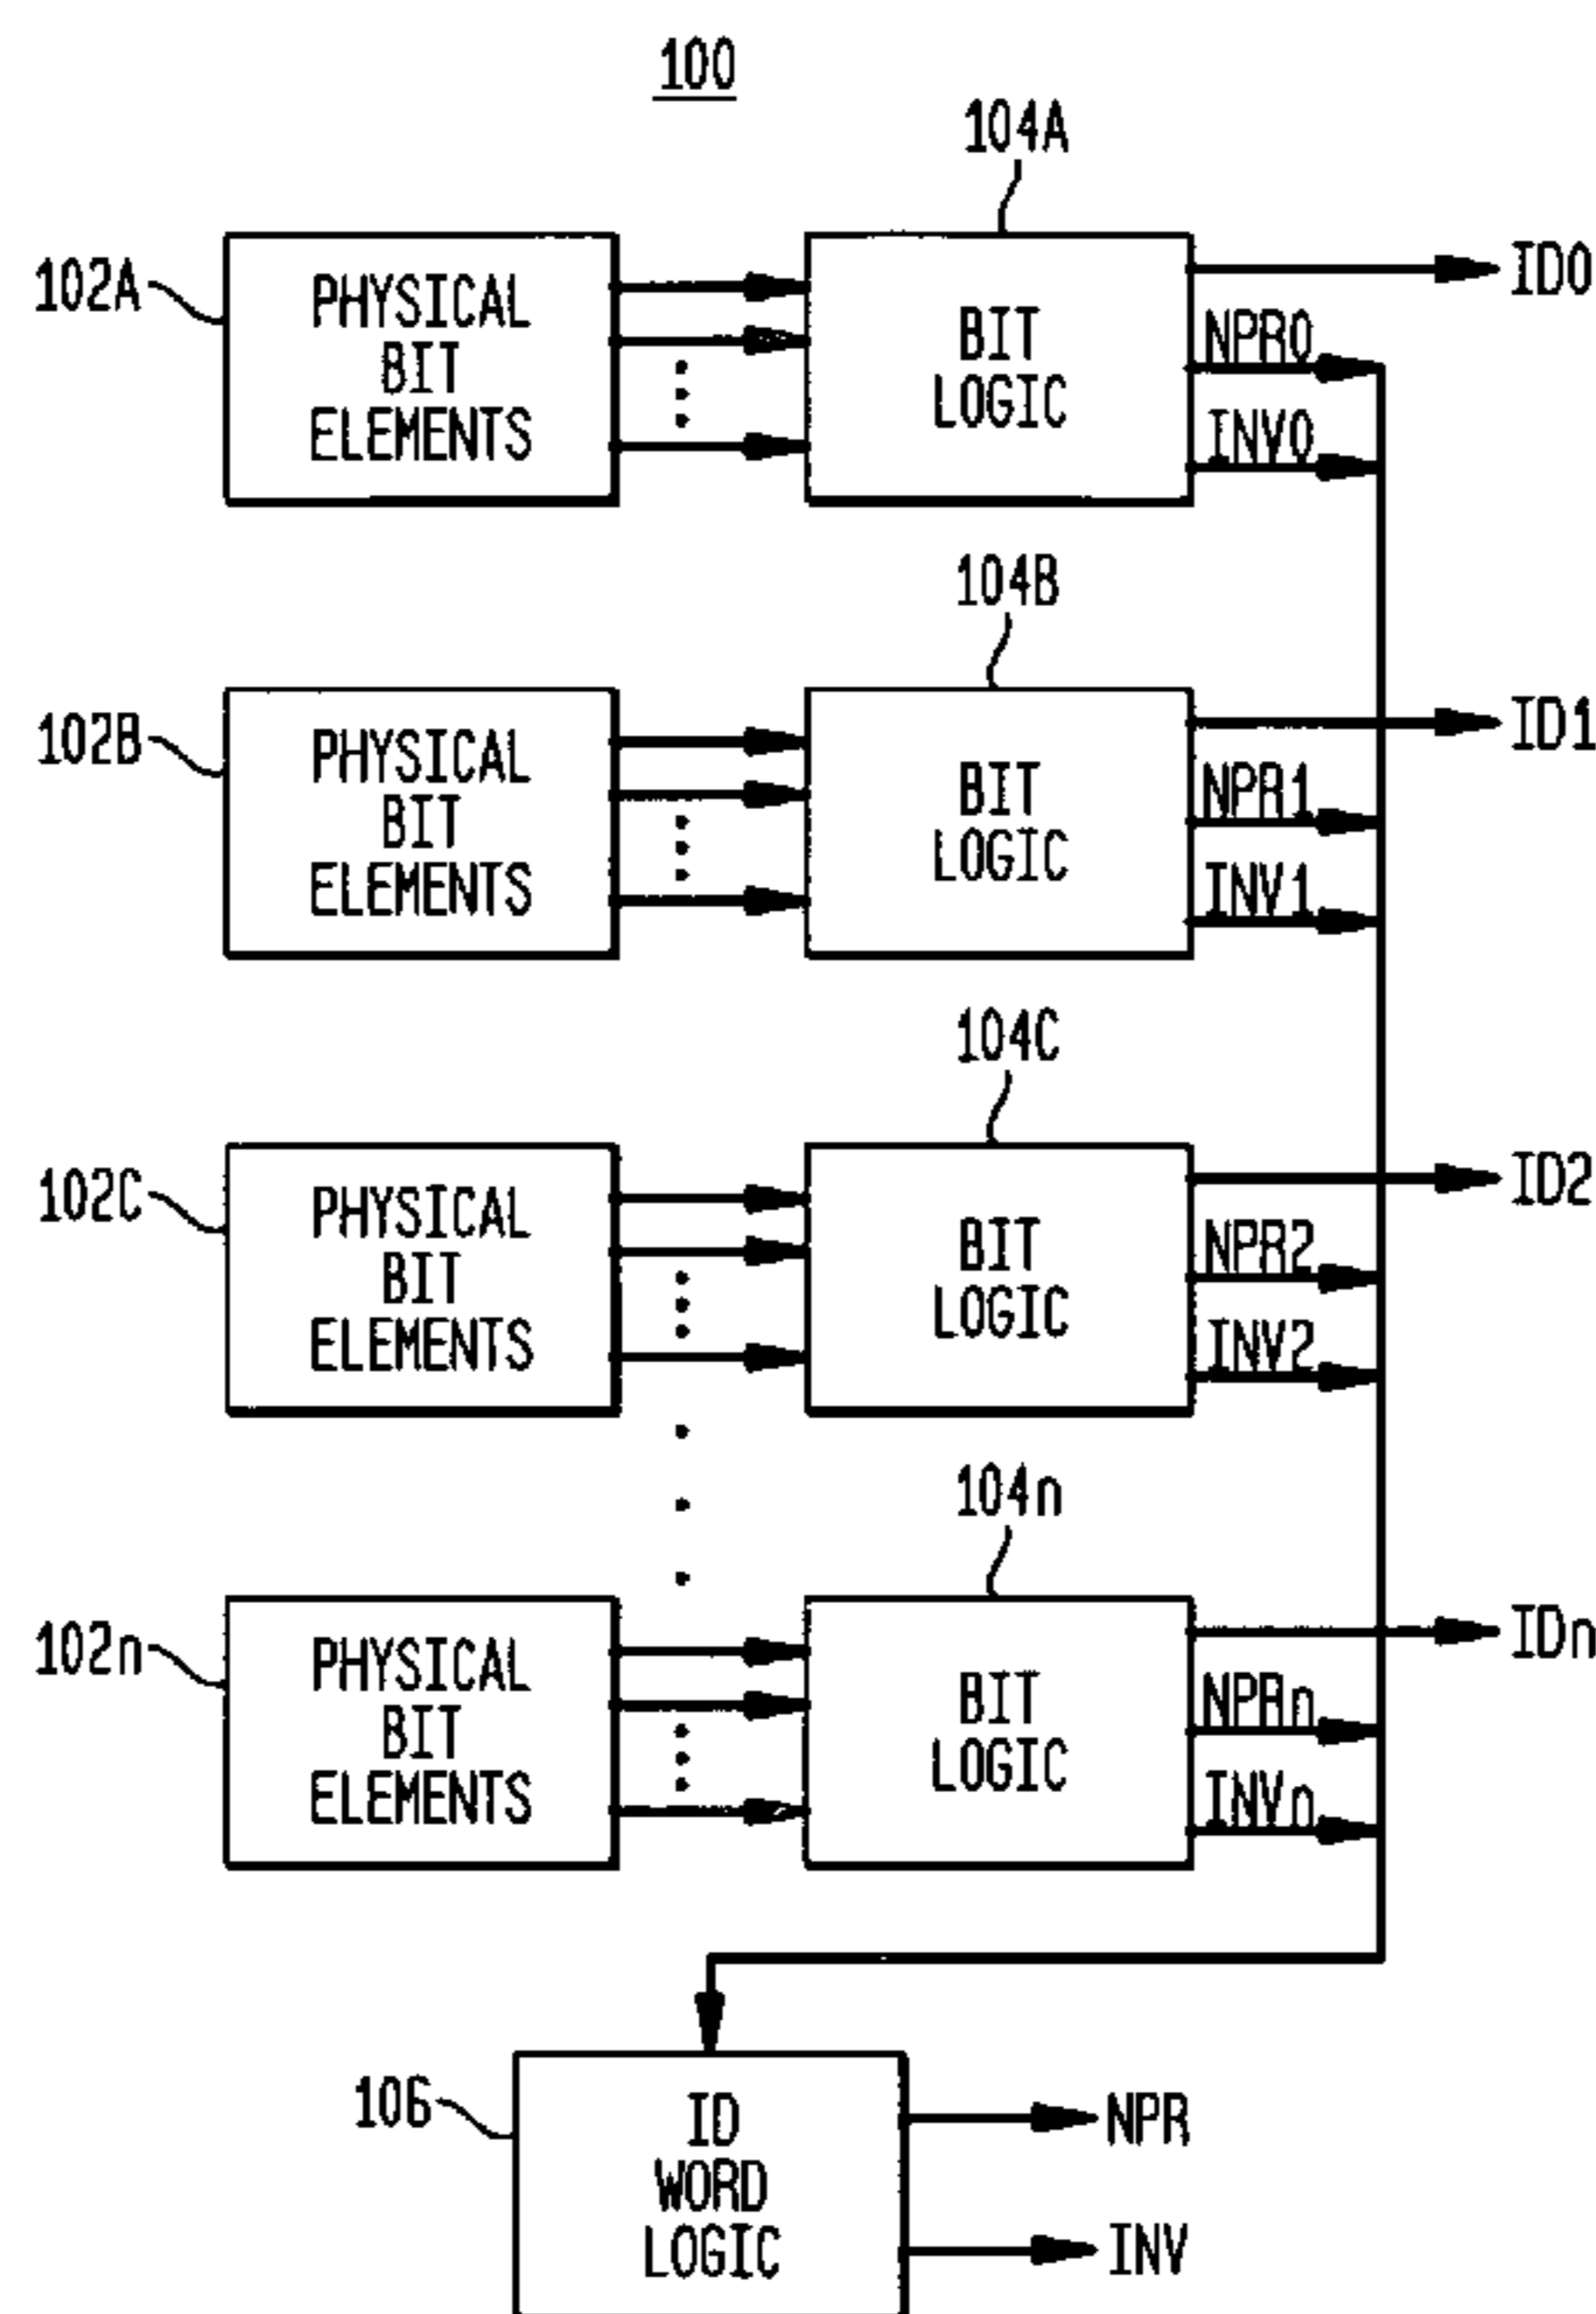 100
104A
102A
PHYSICAL
BIT
ELEMENTS
BIT
LOGIC
ID0
NPR0
INV0
104B
102B
PHYSICAL
BIT
ELEMENTS
BIT
LOGIC
ID1
NPR1
INV1
104C
102C
PHYSICAL
BIT
ELEMENTS
BIT
LOGIC
ID2
NPR2
INV2
104n
102n
PHYSICAL
BIT
ELEMENTS
BIT
LOGIC
IDn
NPRn
INVn
106
ID
WORD
LOGIC
NPR
INV